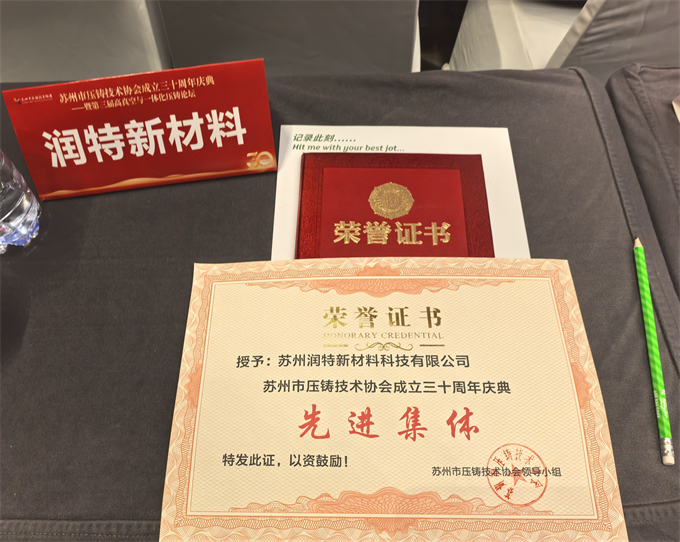 苏州市压铸技术协会成立三十周年庆典
——暨第三届高真空与一体化压铸论坛
润特新材料
30
记录此刻......
Hit me with your best jot...
荣誉证书
荣誉证书
HONORARY CREDENTIAL
授予：苏州润特新材料科技有限公司
苏州市压铸技术协会成立三十周年庆典
先进集体
特发此证，以资鼓励！
苏州市压铸技术协会领导小组